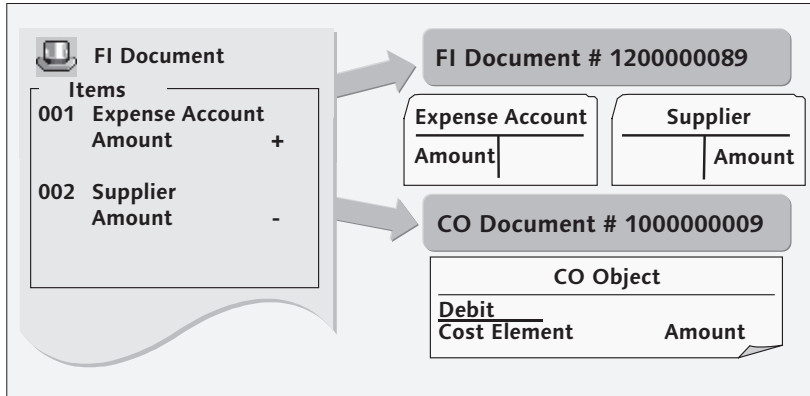 FI Document
Items
001 Expense Account
Amount +
002 Supplier
Amount -
FI Document # 1200000089
Expense Account
Amount
Supplier
Amount
CO Document # 1000000009
CO Object
Debit
Cost Element Amount